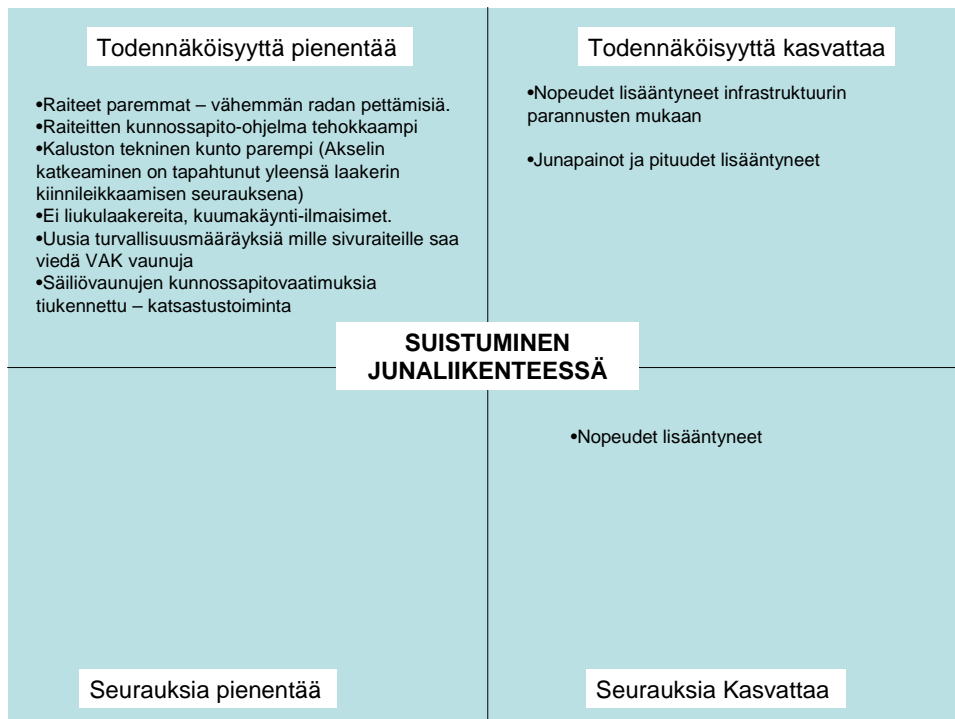 Todennäköisyyttä pienentää
•Raiteet paremmat – vähemmän radan pettämisiä.
•Raiteitten kunnossapito-ohjelma tehokkaampi
•Kaluston tekninen kunto parempi (Akselin
katkeaminen on tapahtunut yleensä laakerin
kiinnileikkaamisen seurauksena)
•Ei liukulaakereita, kuumakäynti-ilmaisimet.
•Uusia turvallisuusmääräyksiä mille sivuraiteille saa
viedä VAK vaunuja
•Säiliövaunujen kunnossapitovaatimuksia
tiukennettu – katsastustoiminta
Todennäköisyyttä kasvattaa
•Nopeudet lisääntyneet infrastruktuurin
parannusten mukaan
•Junapainot ja pituudet lisääntyneet
SUISTUMINEN
JUNALIIKENTEESSÄ
•Nopeudet lisääntyneet
Seurauksia pienentää
Seurauksia Kasvattaa